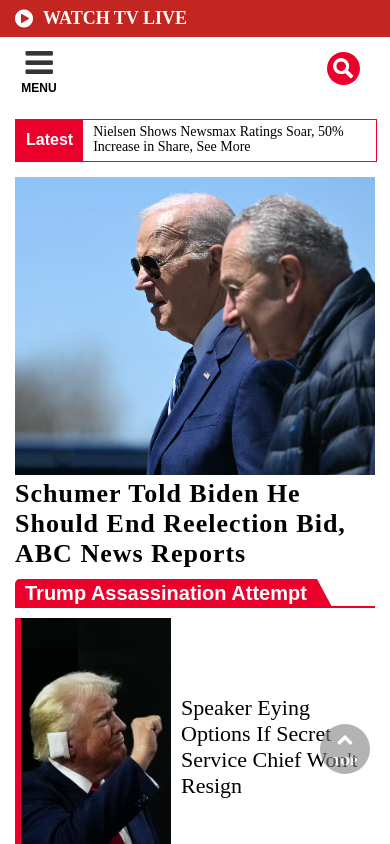 WATCH TV LIVE
MENU
Latest
Nielsen Shows Newsmax Ratings Soar, 50%
Increase in Share, See More
Schumer Told Biden He
Should End Reelection Bid,
ABC News Reports
Trump Assassination Attempt
Speaker Eying
Options If Secret
Service Chief Won't
Resign
TOP